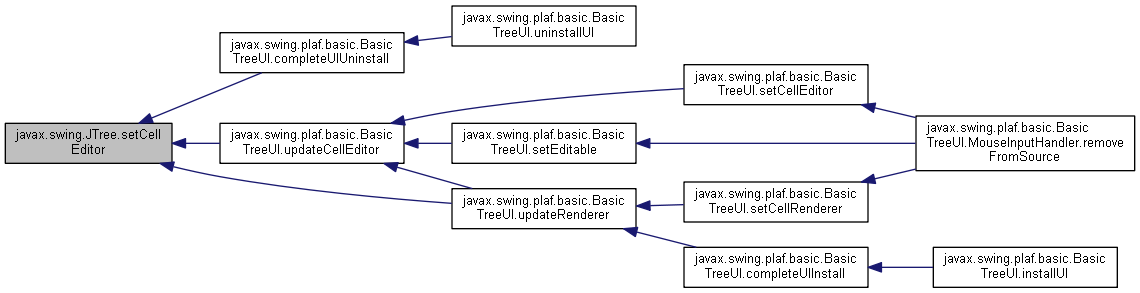 javax.swing.JTree.setCell
Editor
javax.swing.plaf.basic.Basic
TreeUI.completeUIUninstall
javax.swing.plaf.basic.Basic
TreeUI.uninstallUI
javax.swing.plaf.basic.Basic
TreeUI.updateCellEditor
javax.swing.plaf.basic.Basic
TreeUI.setCellEditor
javax.swing.plaf.basic.Basic
TreeUI.MouseInputHandler.remove
FromSource
javax.swing.plaf.basic.Basic
TreeUI.setEditable
javax.swing.plaf.basic.Basic
TreeUI.updateRenderer
javax.swing.plaf.basic.Basic
TreeUI.setCellRenderer
javax.swing.plaf.basic.Basic
TreeUI.completeUIInstall
javax.swing.plaf.basic.Basic
TreeUI.installUI